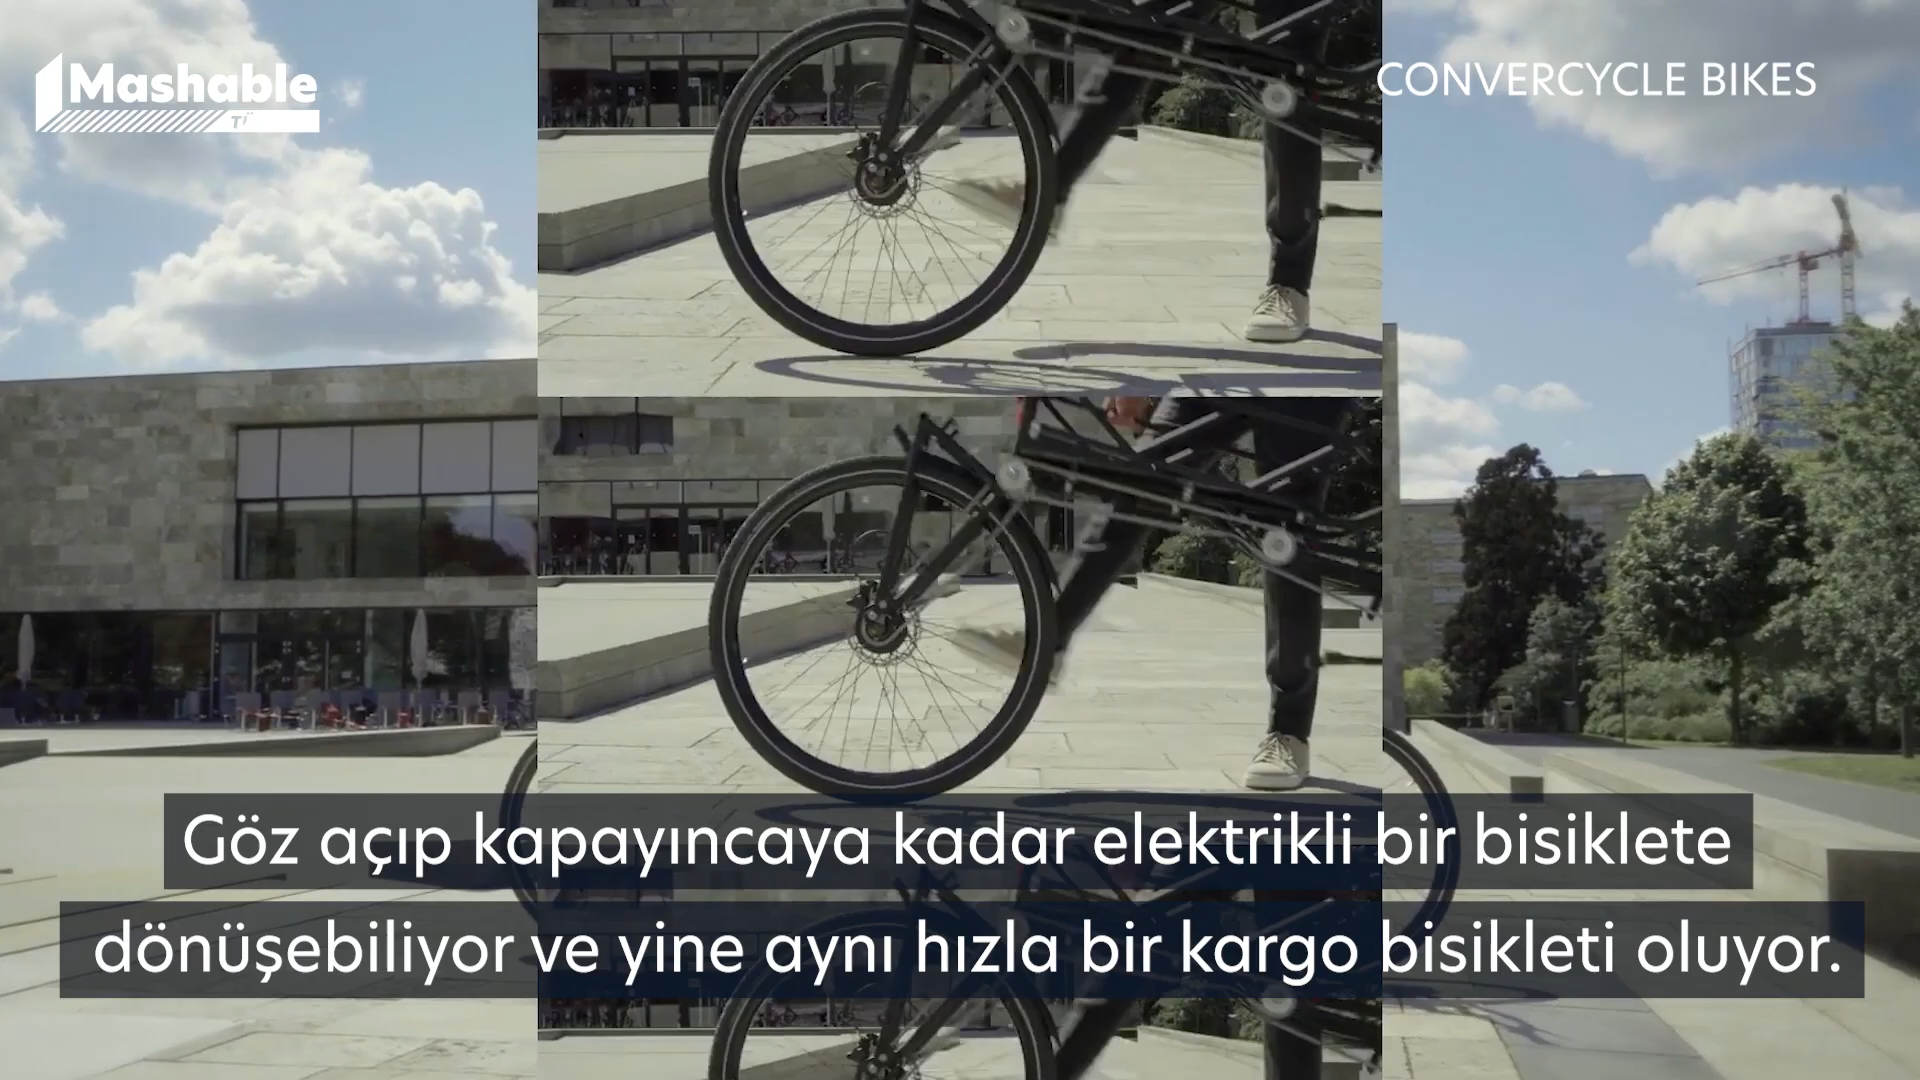 Mashable
CONVERCYCLE BIKES
Göz açıp kapayıncaya kadar elektrikli bir bisiklete
dönüşebiliyor ve yine aynı hızla bir kargo bisikleti oluyor.